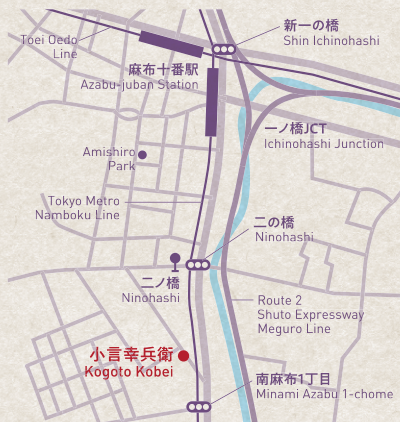 新一の橋
Shin Ichinohashi
Toei Oedo
Line
麻布十番駅
Azabu-juban Station
一ノ橋JCT
Ichinohashi Junction
Amishiro
Park
Tokyo Metro
Namboku Line
二の橋
Ninohashi
二ノ橋
Ninohashi
Route 2
Shuto Expressway
Meguro Line
小言幸兵衛
Kogoto Kobei
南麻布1丁目
Minami Azabu 1-chome